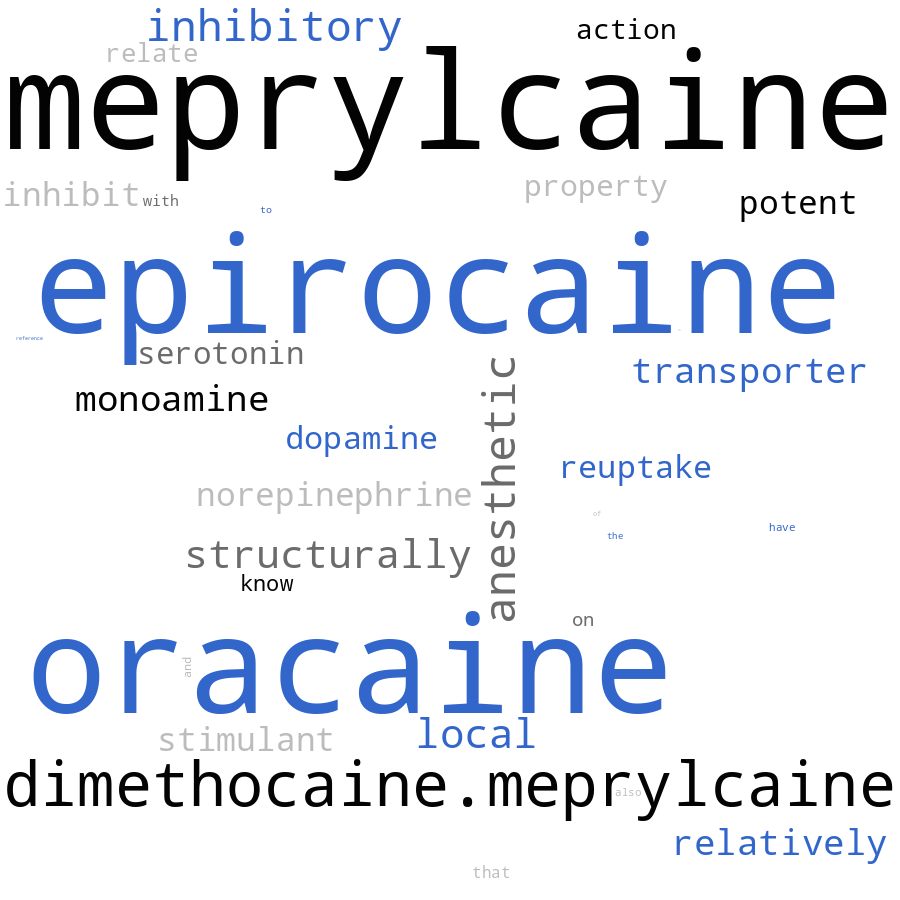 inhibitory
action
relate
meprylcaine
inhibit
with
property
to
potent
epirocaine
reference
serotonin
transporter
monoamine
anesthetic
dopamine
reuptake
norepinephrine
of
have
the
structurally
know
on
oracaine
and
stimulant
local
dimethocaine.meprylcaine
also
relatively
that